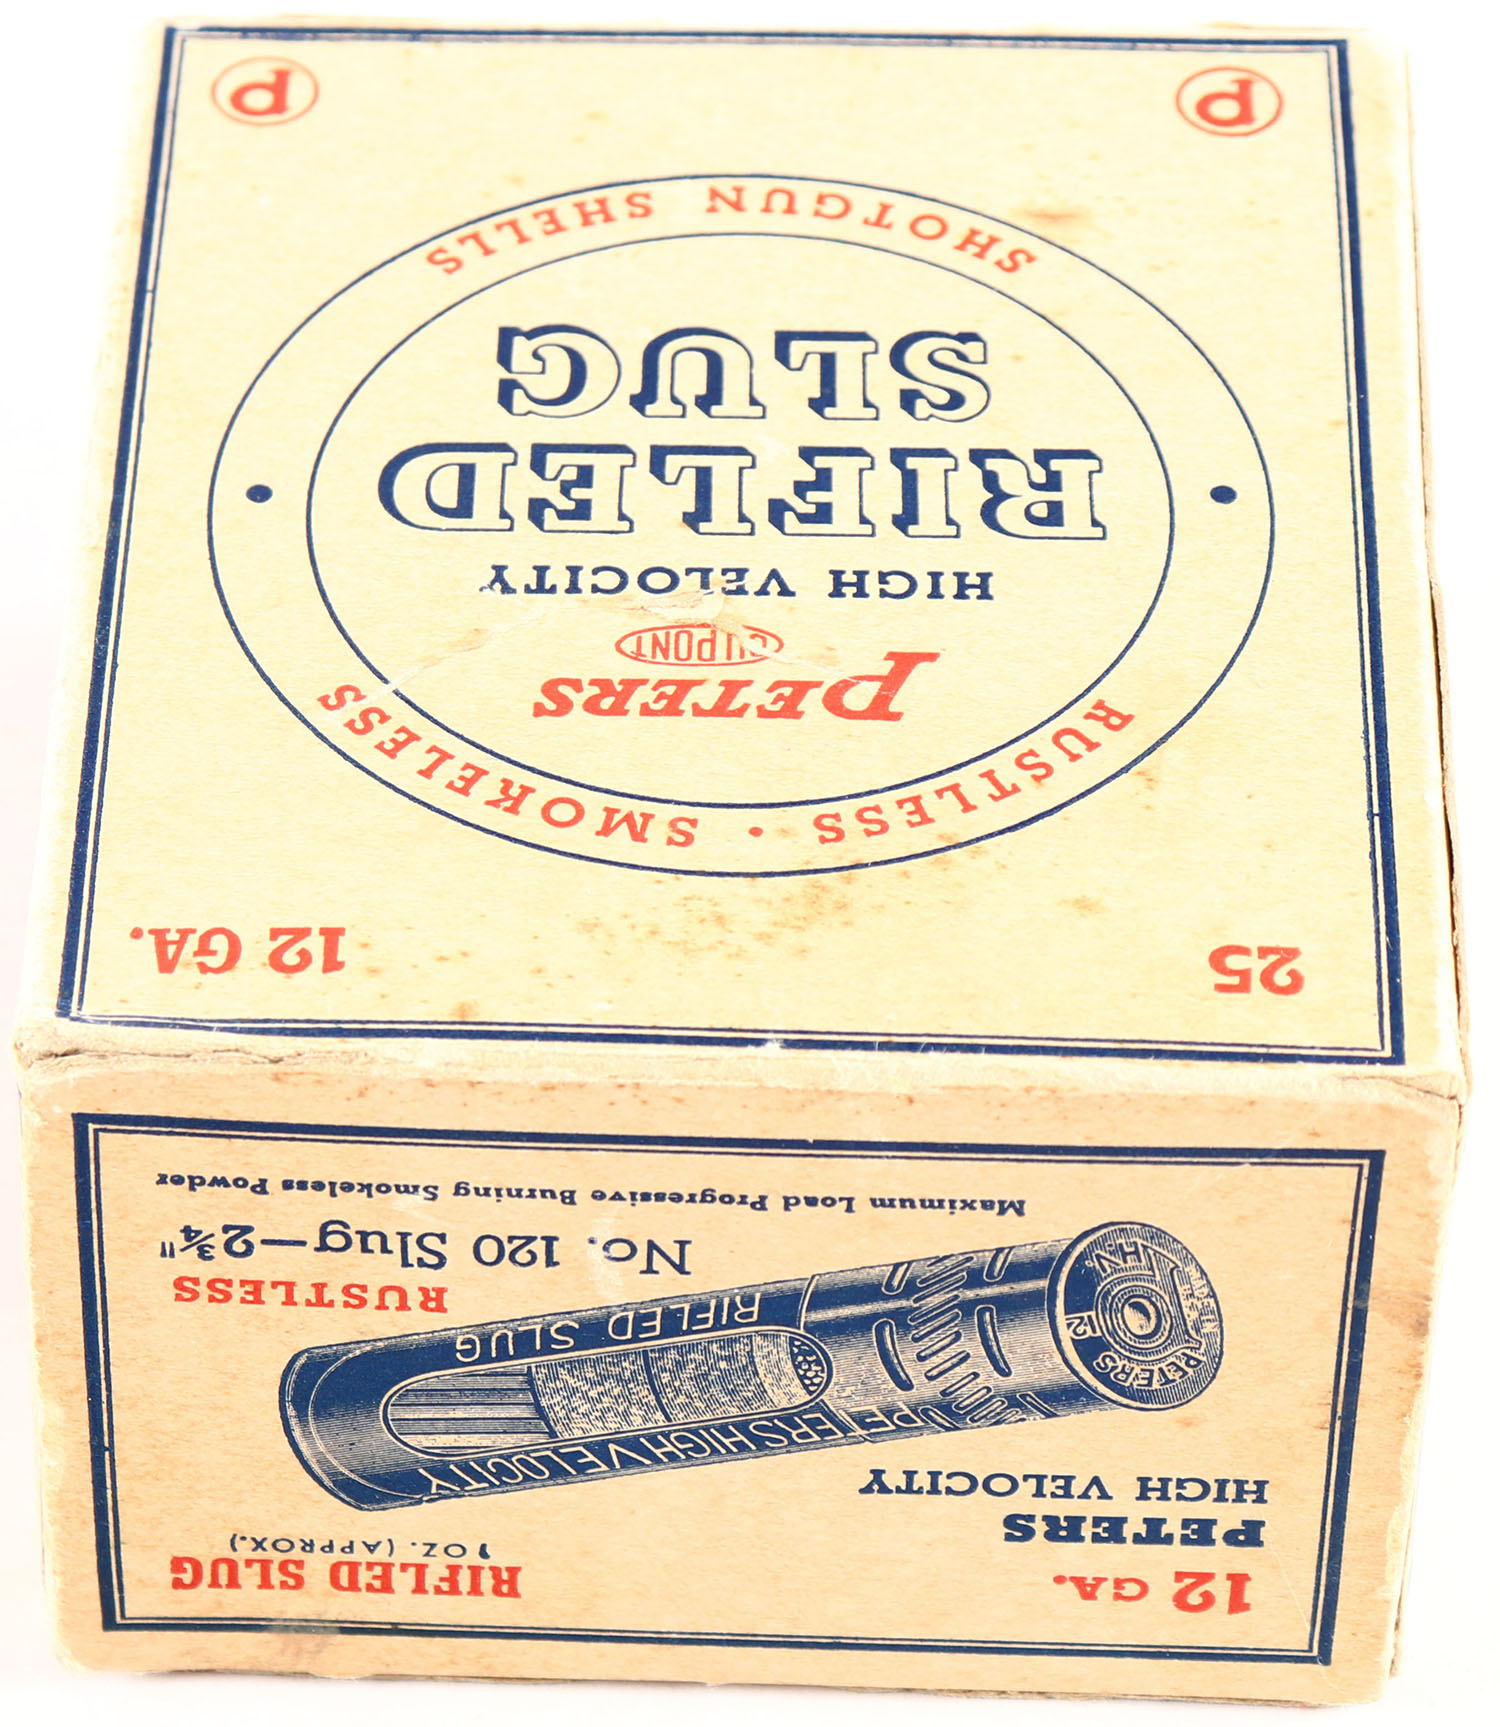 25
12 GA.
RUSTLESS • SMOKELESS
PETERS
DU PONT
HIGH VELOCITY
RIFLED
SLUG
SHOTGUN SHELLS
P
P
12 GA.
PETERS
HIGH VELOCITY
RIFLED SLUG
1 OZ. (APPROX.)
PETERS HIGH VELOCITY
RIFLED SLUG
PETERS
12
H.V.
RUSTLESS
No. 120 Slug—2¾"
Maximum Load Progressive Burning Smokeless Powder